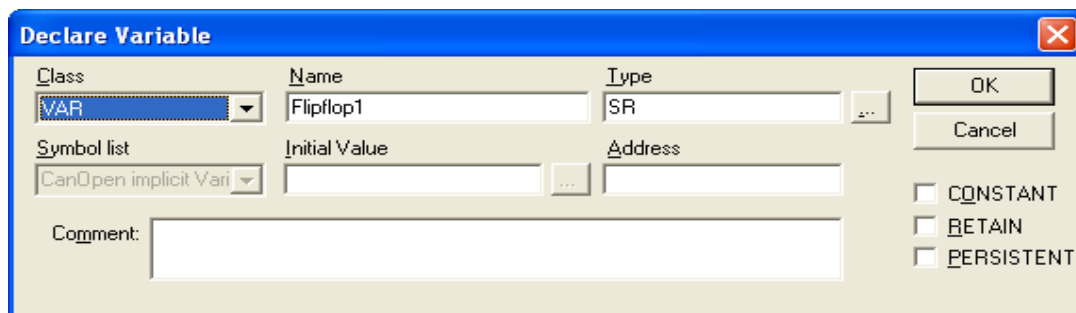 Declare Variable
Class Name Type
VAR Flipflop1 SR ... OK
Cancel
Symbol list Initial Value Address
CanOpen implicit Vari ...
CONSTANT
Comment: RETAIN
PERSISTENT